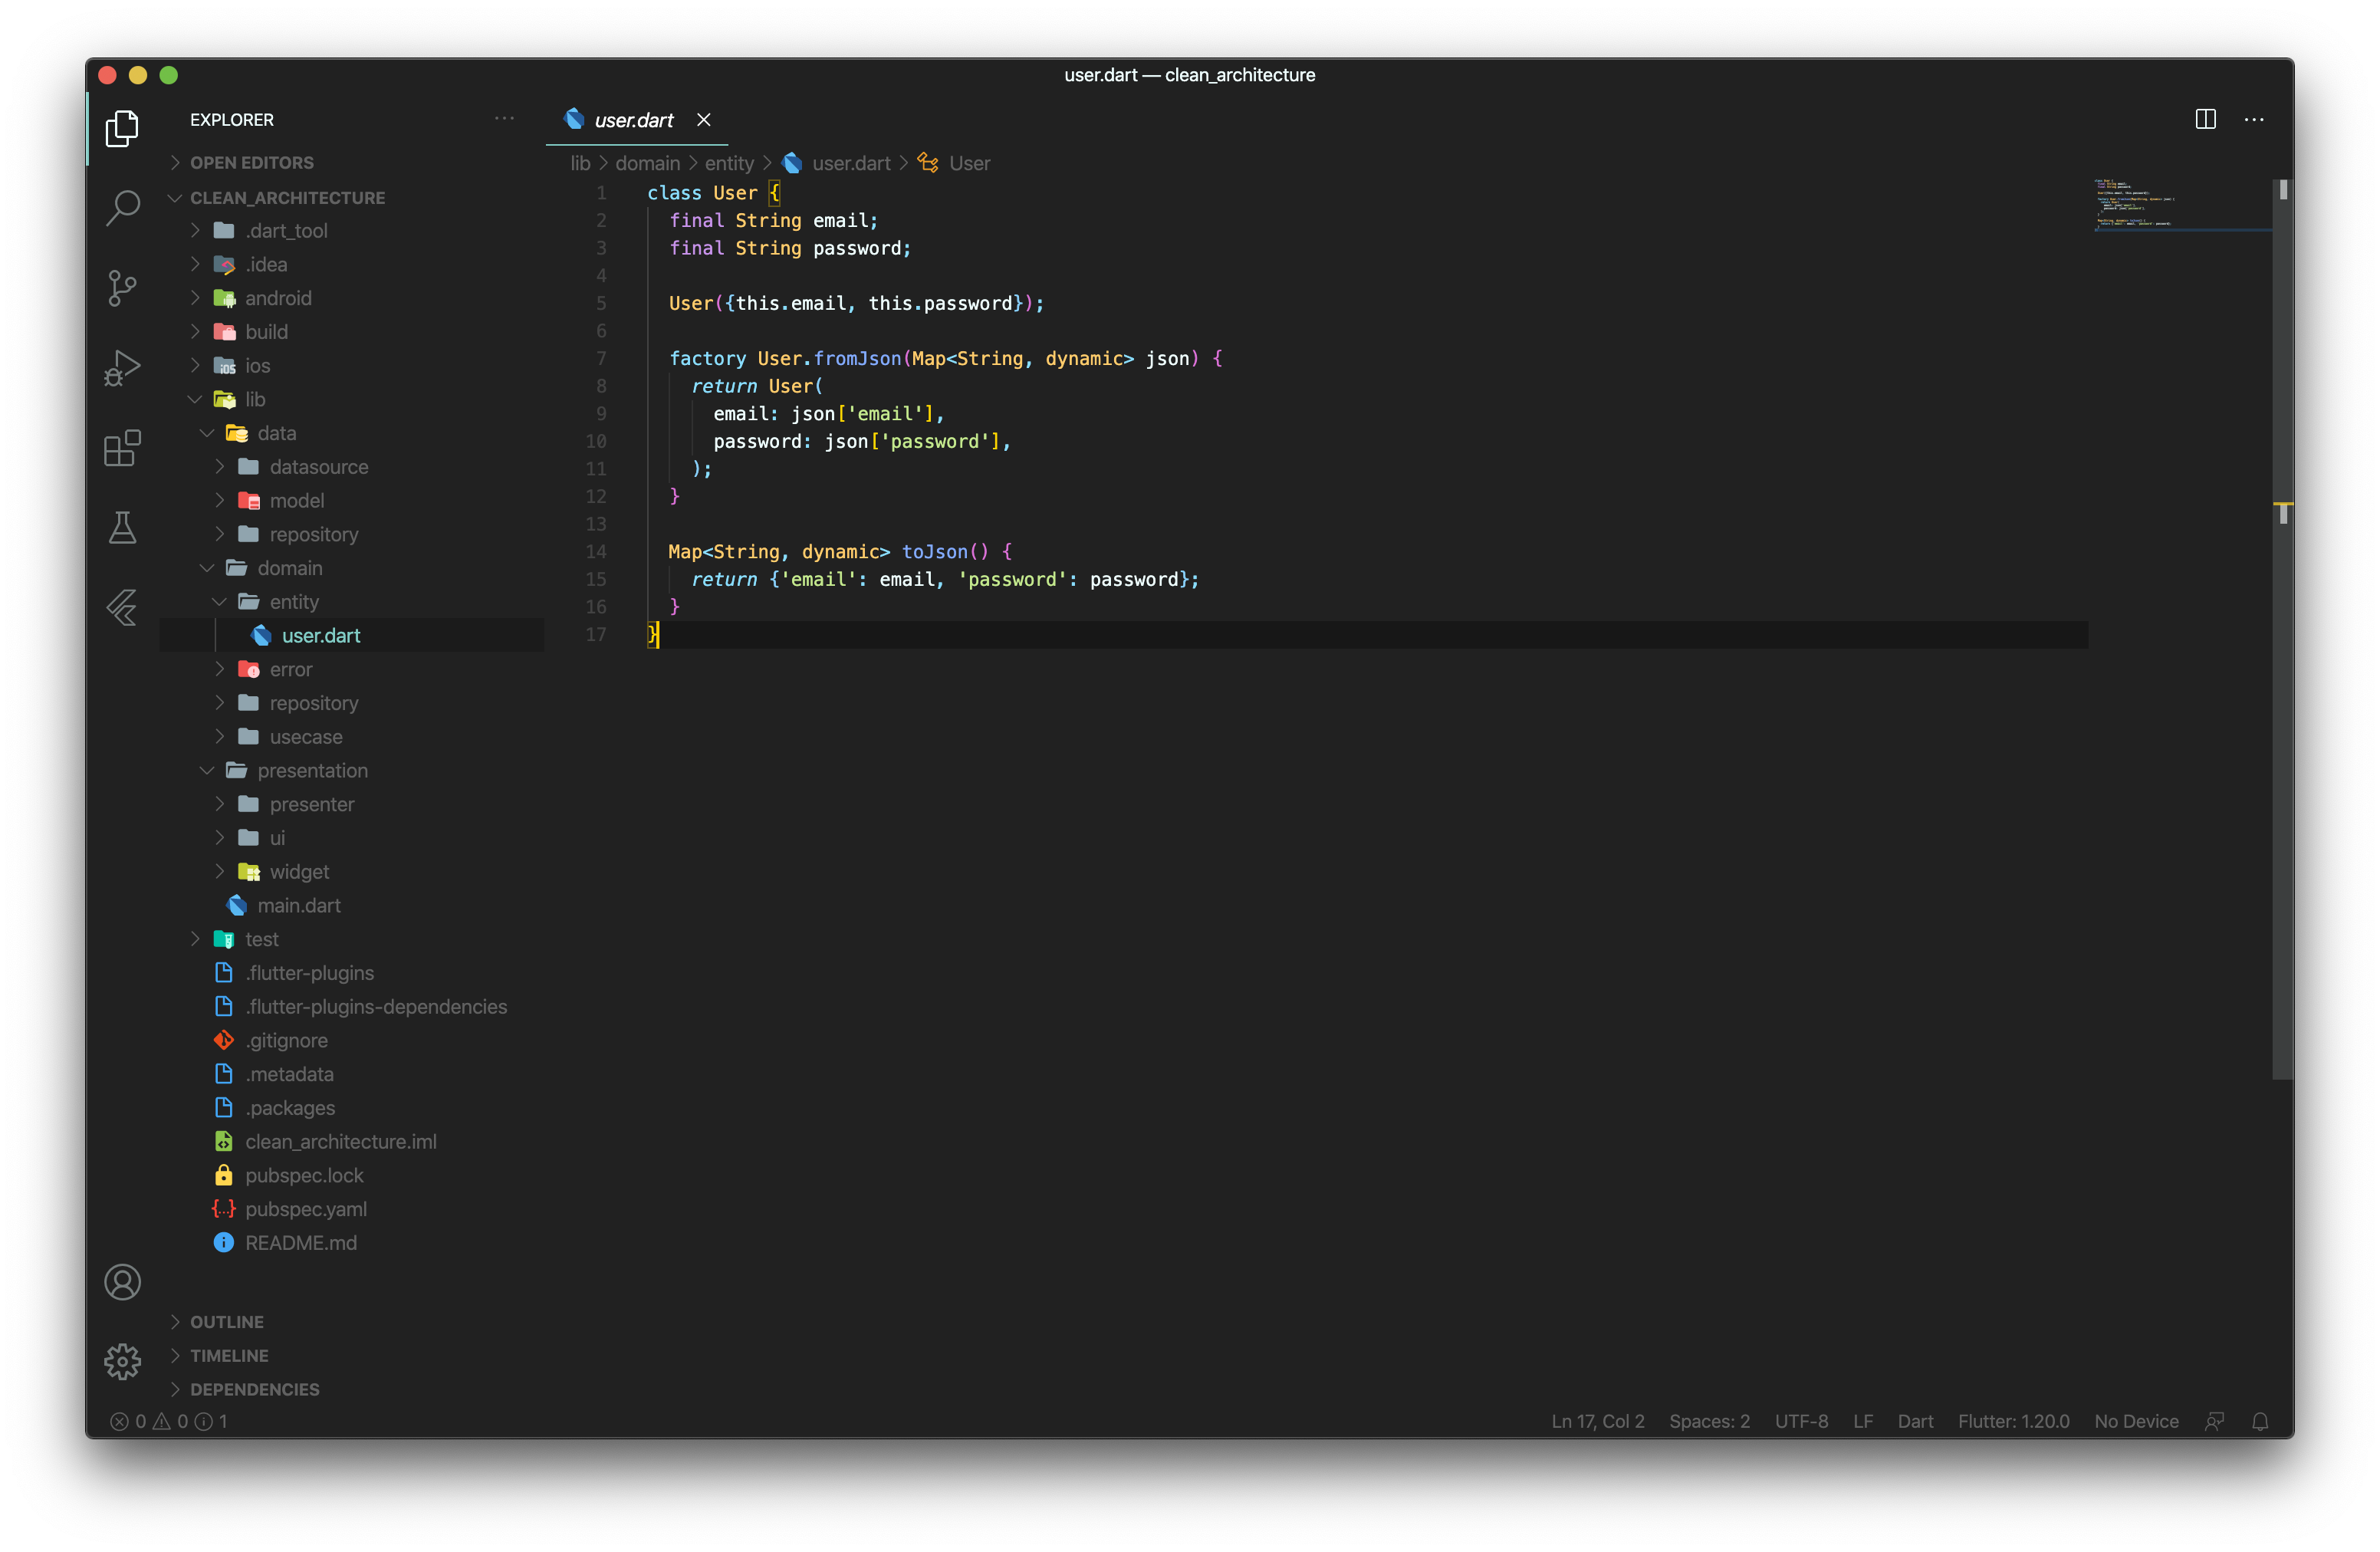 user.dart — clean_architecture
EXPLORER
OPEN EDITORS
CLEAN_ARCHITECTURE
.dart_tool
.idea
android
build
ios
lib
data
datasource
model
repository
domain
entity
user.dart
error
repository
usecase
presentation
presenter
ui
widget
main.dart
test
.flutter-plugins
.flutter-plugins-dependencies
.gitignore
.metadata
.packages
clean_architecture.iml
pubspec.lock
pubspec.yaml
README.md
OUTLINE
TIMELINE
DEPENDENCIES
user.dart
lib > domain > entity > user.dart > User
1 class User {
2   final String email;
3   final String password;
4
5   User({this.email, this.password});
6
7   factory User.fromJson(Map<String, dynamic> json) {
8     return User(
9       email: json['email'],
10       password: json['password'],
11     );
12   }
13
14   Map<String, dynamic> toJson() {
15     return {'email': email, 'password': password};
16   }
17 }
0 0 1 Ln 17, Col 2 Spaces: 2 UTF-8 LF Dart Flutter: 1.20.0 No Device